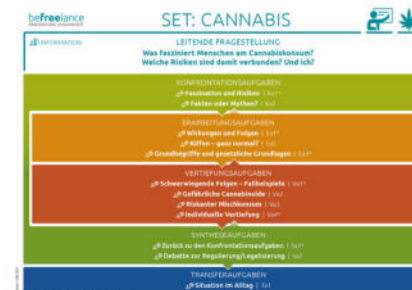 befreelance
SET: CANNABIS
INFORMATION
LEITENDE FRAGESTELLUNG
Was fasziniert Menschen am Cannabiskonsum?
Welche Risiken sind damit verbunden? Und ich?
KONFRONTATIONSAUFGABEN
Faszination und Risiken |
Fakten oder Mythen? |
ERARBEITUNGSAUFGABEN
Wirkungen und Folgen |
Kiffen – ganz normal? |
Grundbegriffe und gesetzliche Grundlagen |
VERTIEFUNGSAUFGABEN
Schwerwiegende Folgen – Fallbeispiele |
Gefährliche Cannabinoide |
Riskanter Mischkonsum |
Individuelle Vertiefung |
SYNTHESEAUFGABEN
Zurück zu den Konfrontationsaufgaben |
Debatte zur Regulierung/Legalisierung |
TRANSFERAUFGABEN
Situation im Alltag |